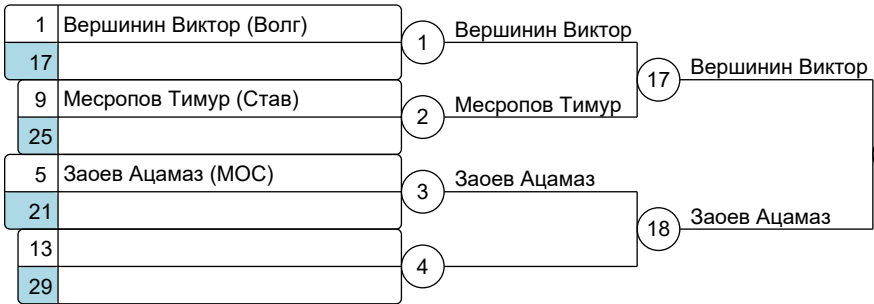 1 Вершинин Виктор (Волг)
17
9 Месропов Тимур (Став)
25
5 Заоев Ацамаз (МОС)
21
13
29
1 Вершинин Виктор
2 Месропов Тимур
3 Заоев Ацамаз
4
17 Вершинин Виктор
18 Заоев Ацамаз